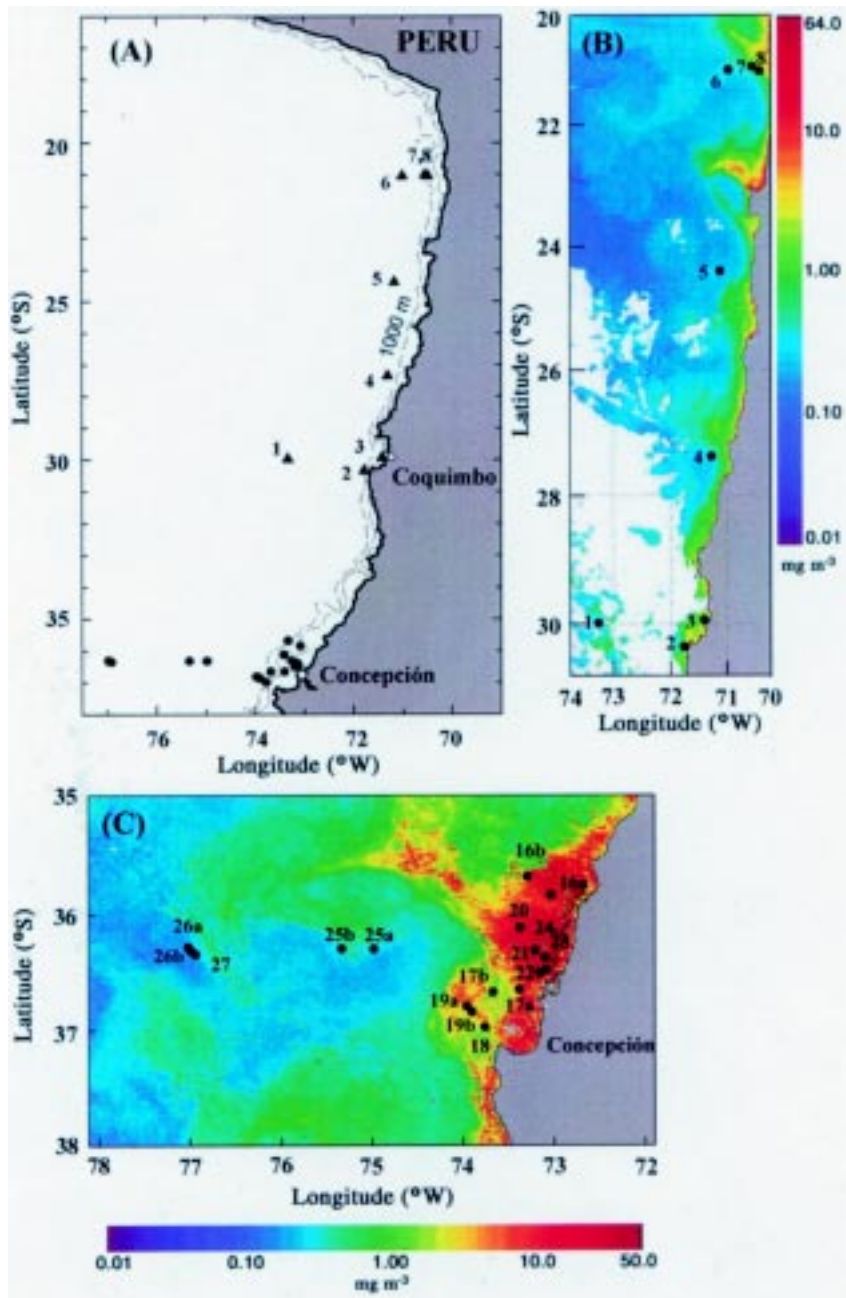 (A)
PERU
20
25
30
35
Latitude (°S)
7,8
6
5
1000 m
4
1
3
2
Coquimbo
Concepción
76
74
72
70
Longitude (°W)
(B)
20
22
24
26
28
30
Latitude (°S)
6
7
8
5
4
1
3
2
74
73
72
71
70
Longitude (°W)
64.0
10.0
1.00
0.10
0.01
mg m⁻³
(C)
35
36
37
38
Latitude (°S)
16b
20
24
21
22
26a
26b
27
25b
25a
17b
19a
19b
18
Concepción
78
77
76
75
74
73
72
Longitude (°W)
0.01
0.10
1.00
10.0
50.0
mg m⁻³